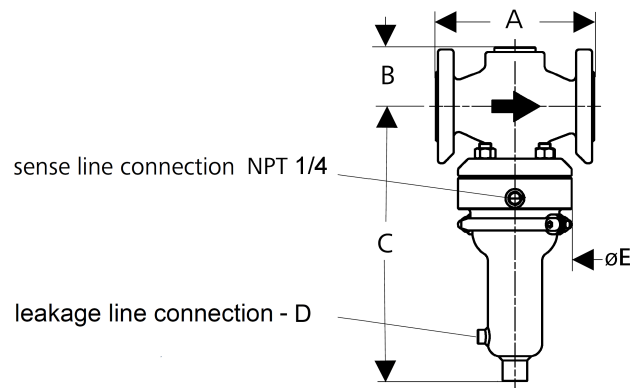 A
B
sense line connection NPT 1/4
C
øE
leakage line connection - D